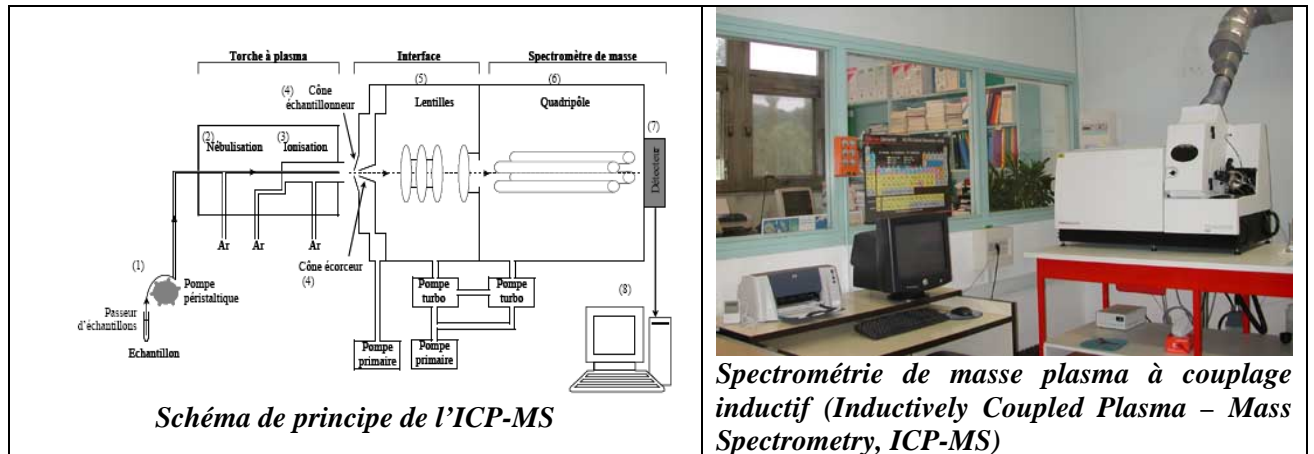 Torche à plasma
Interface
Spectromètre de masse
(5)
(6)
(4) Cône
échantillonneur
Lentilles
Quadripôle
(7)
(2)
Nébulisation
(3)
Ionisation
Détecteur
Ar
Ar
Ar
Cône écorceur
(4)
(1)
Pompe
péristaltique
Passeur
d'échantillons
Echantillon
Pompe
turbo
Pompe
turbo
(8)
Pompe
primaire
Pompe
primaire
Schéma de principe de l'ICP-MS
Spectrométrie de masse plasma à couplage
inductif (Inductively Coupled Plasma – Mass
Spectrometry, ICP-MS)